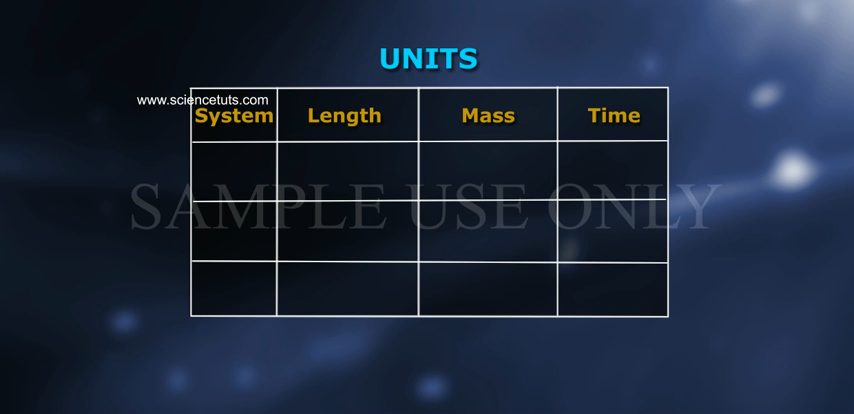 UNITS
www.sciencetuts.com
System Length Mass Time
SAMPLE USE ONLY